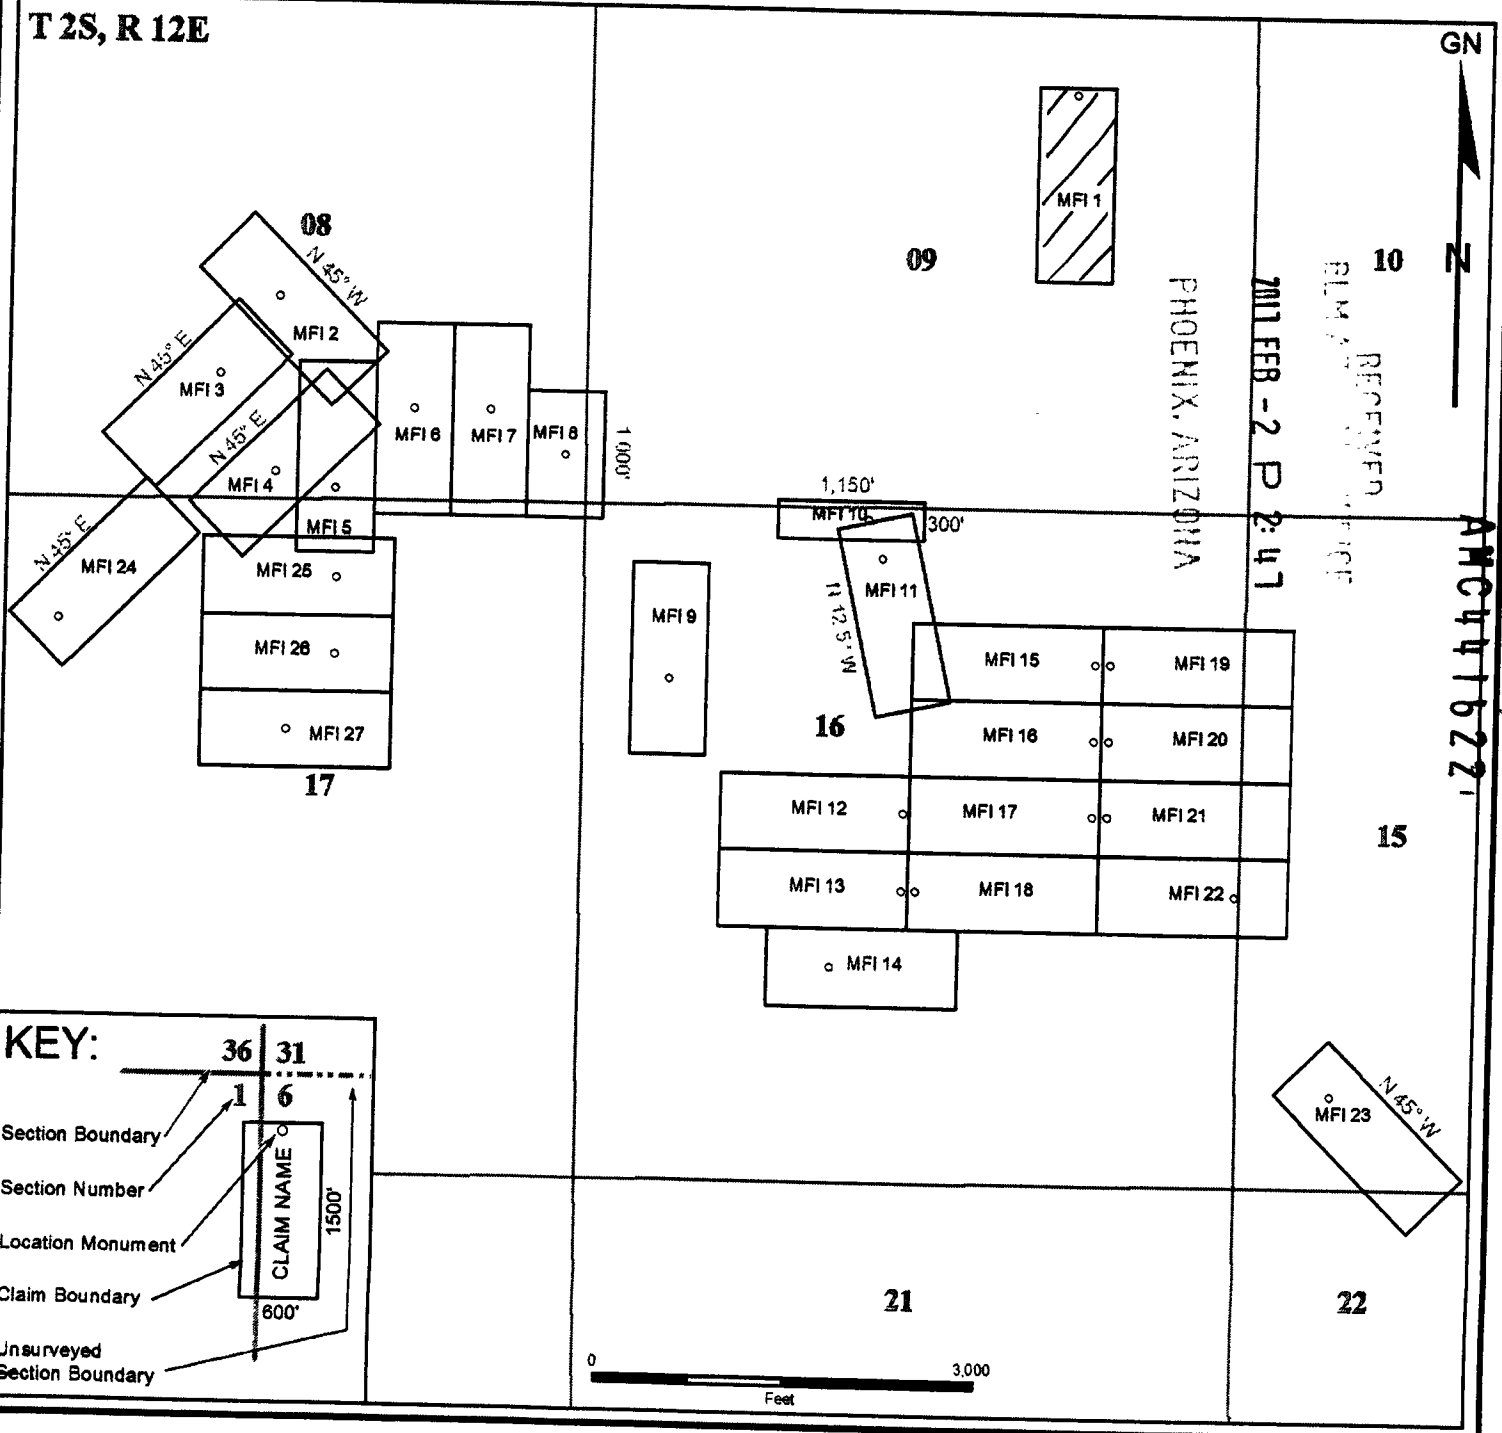 T 2S, R 12E
GN
N
08
09
10
MFI 1
N 45° W
MFI 2
N 45° E
MFI 3
N 45° E
MFI 4
MFI 5
MFI 6
MFI 7
MFI 8
1,000'
N 45° E
MFI 24
MFI 25
MFI 26
MFI 27
17
1,150'
MFI 10
300'
MFI 9
MFI 11
N 12.5° W
16
MFI 15
MFI 19
MFI 16
MFI 20
MFI 12
MFI 17
MFI 21
MFI 13
MFI 18
MFI 22
MFI 14
15
RECEIVED
2017 FEB -2 P 2:47
PHOENIX, ARIZONA
AMC441622
MFI 23
N 45° W
21
22
KEY:
36 31
1 6
Section Boundary
Section Number
Location Monument
Claim Boundary
Unsurveyed
Section Boundary
CLAIM NAME
1500'
600'
0
3,000
Feet